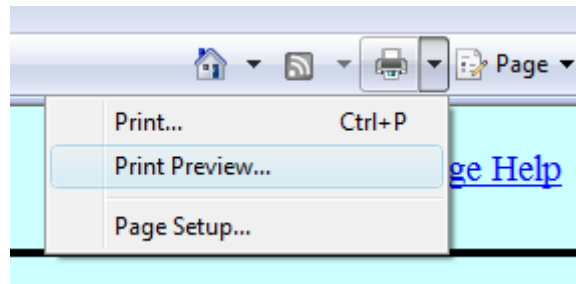 Page
Print... Ctrl+P
Print Preview...
ge Help
Page Setup...